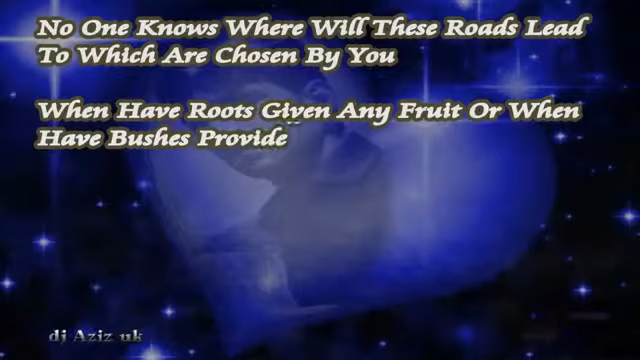 No One Knows Where Will These Roads Lead
To Which Are Chosen By You
When Have Roots Given Any Fruit Or When
Have Bushes Provide
dj Aziz uk